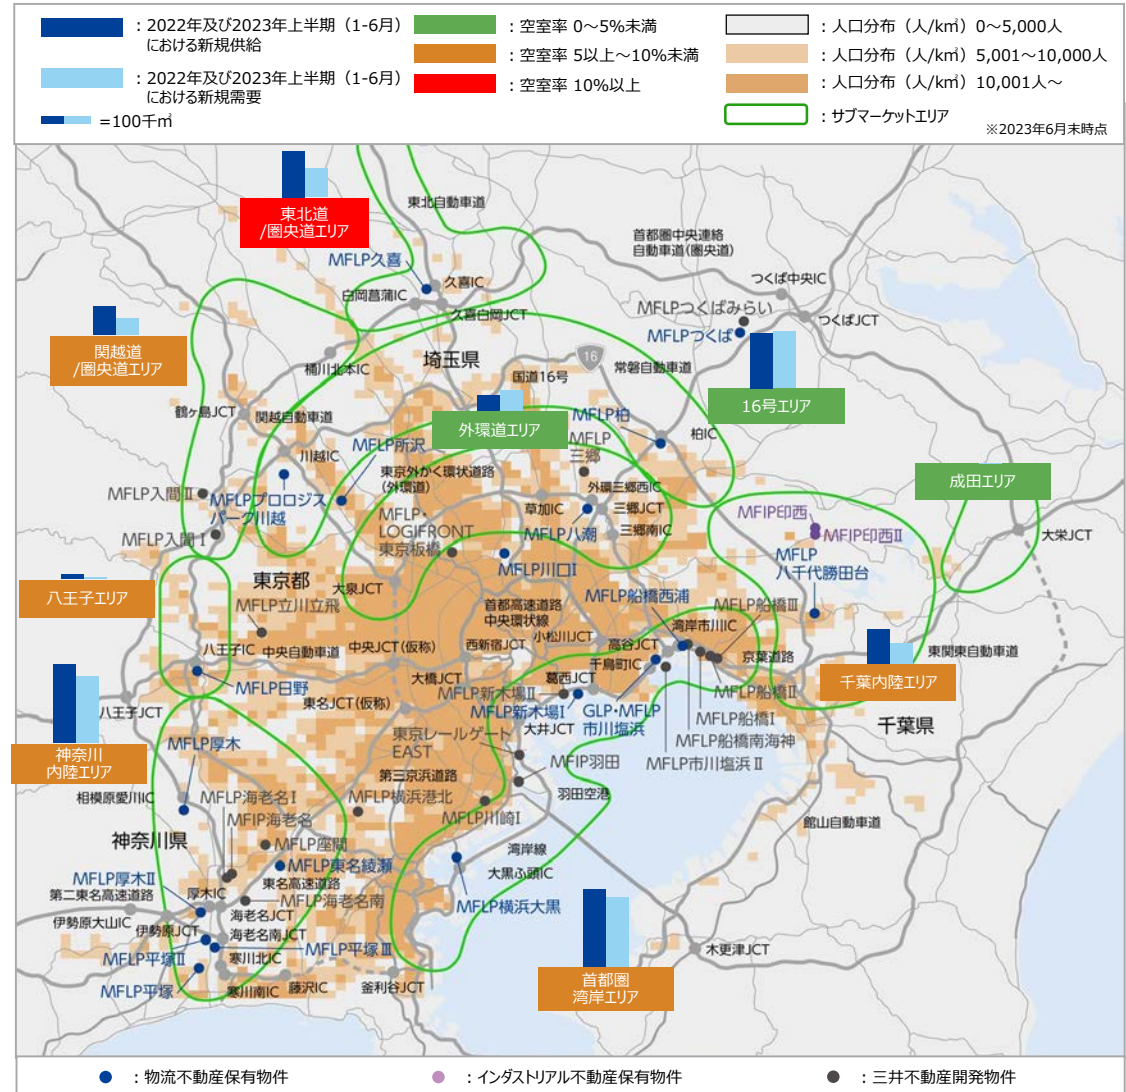 ：2022年及び2023年上半期（1-6月）
における新規供給
：2022年及び2023年上半期（1-6月）
における新規需要
=100千㎡
：空室率 0～5%未満
：空室率 5以上～10%未満
：空室率 10%以上
：人口分布（人/k㎡）0～5,000人
：人口分布（人/k㎡）5,001～10,000人
：人口分布（人/k㎡）10,001人～
：サブマーケットエリア
※2023年6月末時点
東北道
/圏央道エリア
東北自動車道
首都圏中央連絡
自動車道(圏央道)
MFLP久喜
久喜IC
つくば中央IC
白岡菖蒲IC
久喜白岡JCT
MFLPつくばみらい
つくばJCT
MFLPつくば
関越道
/圏央道エリア
埼玉県
16
常磐自動車道
桶川北本IC
国道16号
16号エリア
鶴ヶ島JCT
関越自動車道
外環道エリア
MFLP柏
柏IC
MFLP
三郷
川越IC
MFLP所沢
東京外かく環状道路
(外環道)
外環三郷西IC
成田エリア
MFLP入間Ⅱ
MFLPプロロジス
パーク川越
MFLP・
LOGIFRONT
東京板橋
草加IC
三郷JCT
MFIP印西
MFLP入間Ⅰ
MFLP八潮
三郷南IC
MFIP印西Ⅱ
大栄JCT
MFLP
八千代勝田台
八王子エリア
東京都
大泉JCT
MFLP川口Ⅰ
MFLP船橋西浦
MFLP船橋Ⅲ
MFLP立川立飛
首都高速道路
中央環状線
湾岸市川IC
八王子IC
中央自動車道
中央JCT(仮称)
西新宿JCT
小松川JCT
高谷JCT
京葉道路
東関東自動車道
千鳥町IC
MFLP日野
大橋JCT
葛西JCT
千葉内陸エリア
MFLP新木場Ⅱ
MFLP船橋Ⅱ
八王子JCT
東名JCT(仮称)
MFLP新木場Ⅰ
GLP・MFLP
市川塩浜
MFLP船橋Ⅰ
千葉県
東京レールゲート
EAST
大井JCT
MFLP船橋南海神
神奈川
内陸エリア
MFLP厚木
MFIP羽田
MFLP市川塩浜Ⅱ
第三京浜道路
羽田空港
相模原愛川IC
MFLP海老名Ⅰ
MFLP横浜港北
MFIP海老名
MFLP川崎Ⅰ
館山自動車道
神奈川県
MFLP座間
湾岸線
MFLP東名綾瀬
大黒ふ頭IC
MFLP厚木Ⅱ
東名高速道路
第二東名高速道路
厚木IC
MFLP海老名南
MFLP横浜大黒
伊勢原大山IC
海老名JCT
伊勢原JCT
海老名南JCT
MFLP平塚Ⅲ
木更津JCT
MFLP平塚Ⅱ
寒川北IC
首都圏
湾岸エリア
MFLP平塚
寒川南IC
藤沢IC
釜利谷JCT
：物流不動産保有物件
：インダストリアル不動産保有物件
：三井不動産開発物件